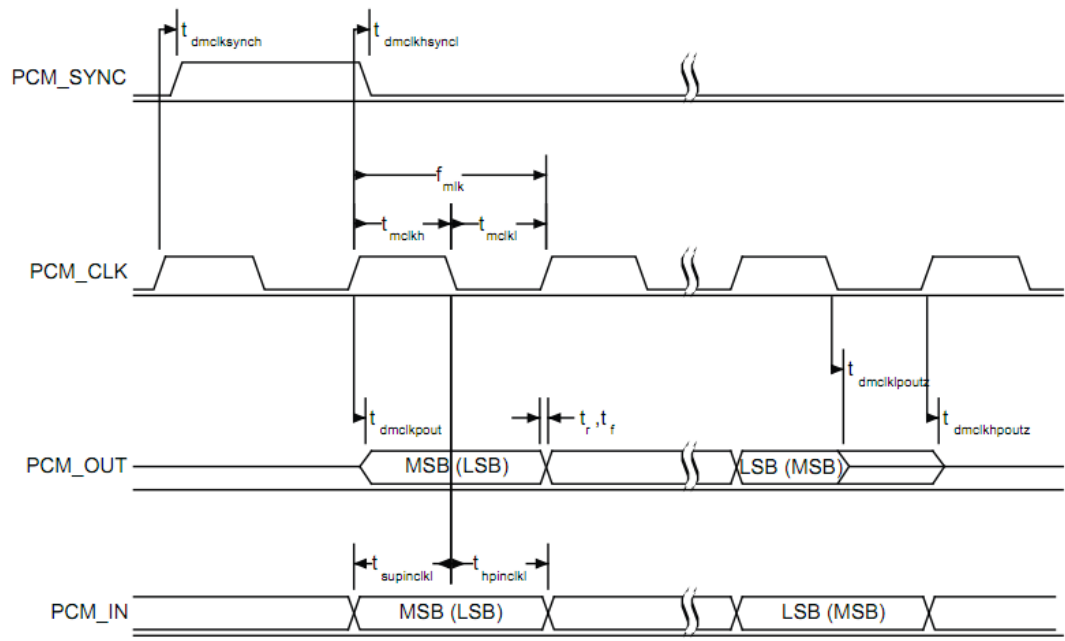 t dmclksynch
t dmclkhsyncl
PCM_SYNC
f mlk
t mclkh
t mclkl
PCM_CLK
t dmclklpoutz
t dmclkpout
t r ,t f
t dmclkhpoutz
PCM_OUT
MSB (LSB)
LSB (MSB)
t supinclkl
t hpinclkl
PCM_IN
MSB (LSB)
LSB (MSB)